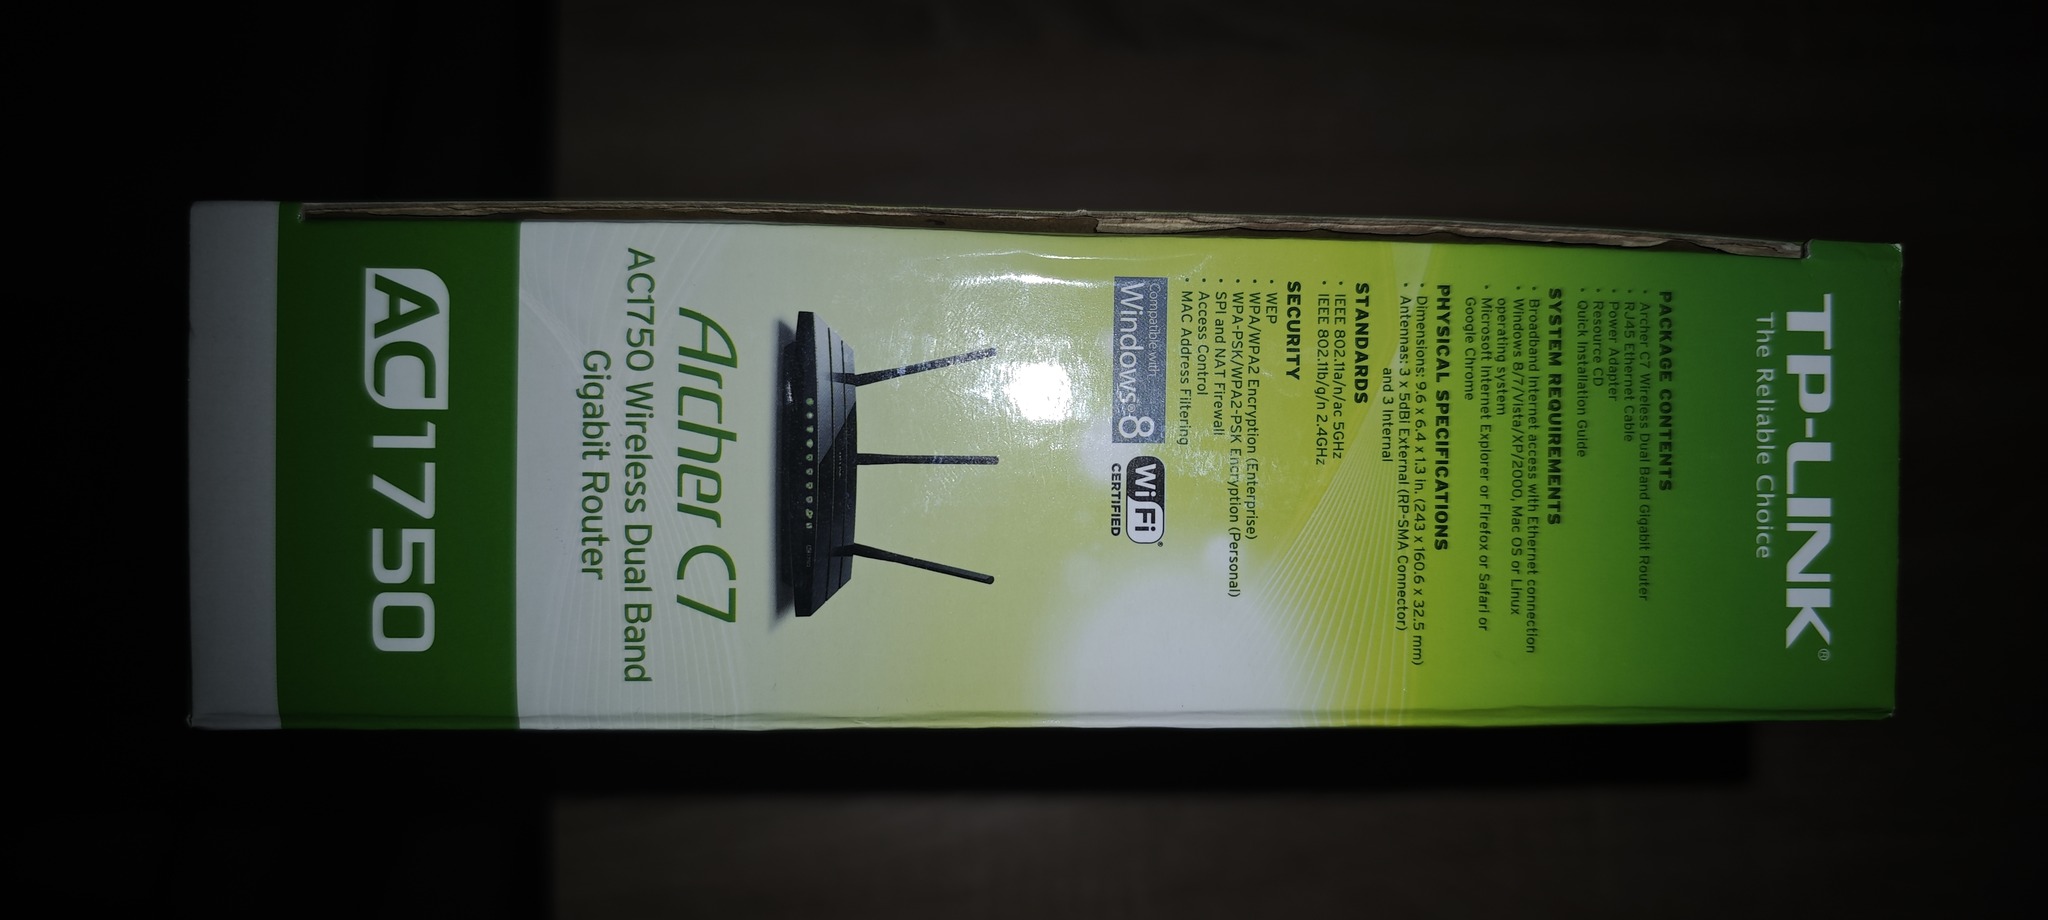 TP-LINK®
The Reliable Choice
PACKAGE CONTENTS
· Archer C7 Wireless Dual Band Gigabit Router
· RJ45 Ethernet Cable
· Power Adapter
· Resource CD
· Quick Installation Guide
SYSTEM REQUIREMENTS
· Broadband Internet access with Ethernet connection
· Windows 8/7/Vista/XP/2000, Mac OS or Linux
operating system
· Microsoft Internet Explorer or Firefox or Safari or
Google Chrome
PHYSICAL SPECIFICATIONS
· Dimensions: 9.6 x 6.4 x 1.3 in. (243 x 160.6 x 32.5 mm)
· Antennas: 3 x 5dBi External (RP-SMA Connector)
and 3 Internal
STANDARDS
· IEEE 802.11a/n/ac 5GHz
· IEEE 802.11b/g/n 2.4GHz
SECURITY
· WEP
· WPA/WPA2 Encryption (Enterprise)
· WPA-PSK/WPA2-PSK Encryption (Personal)
· SPI and NAT Firewall
· Access Control
· MAC Address Filtering
Compatible with
Windows® 8
Wi Fi®
CERTIFIED
Archer C7
AC1750 Wireless Dual Band
Gigabit Router
AC1750